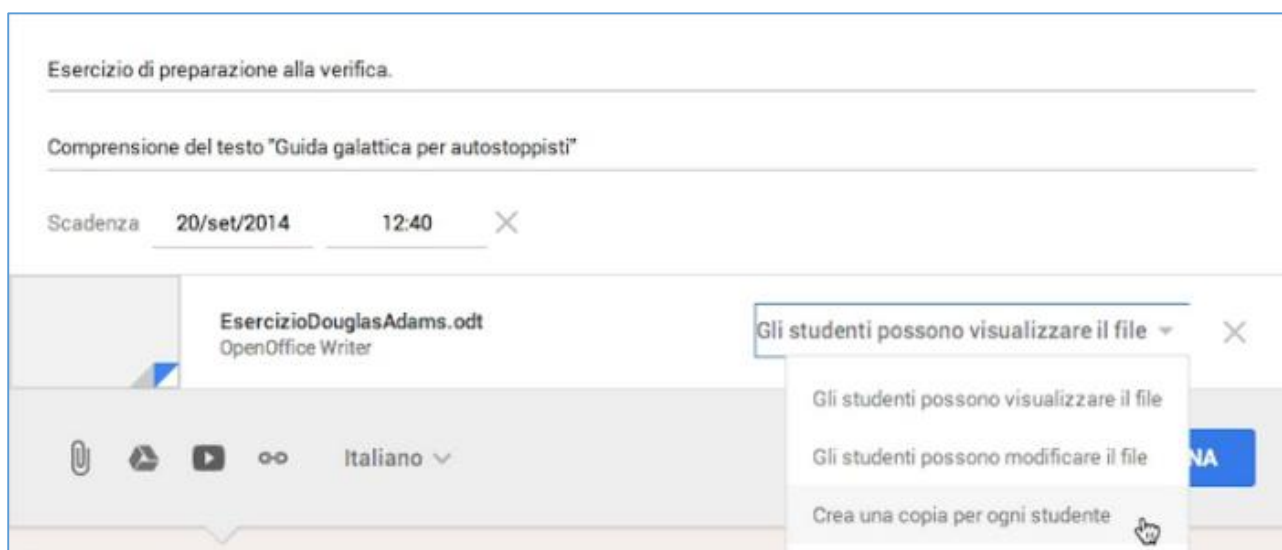 Esercizio di preparazione alla verifica.
Comprensione del testo "Guida galattica per autostoppisti"
Scadenza 20/set/2014 12:40
EsercizioDouglasAdams.odt
OpenOffice Writer
Gli studenti possono visualizzare il file
Gli studenti possono visualizzare il file
Italiano
Gli studenti possono modificare il file
NA
Crea una copia per ogni studente